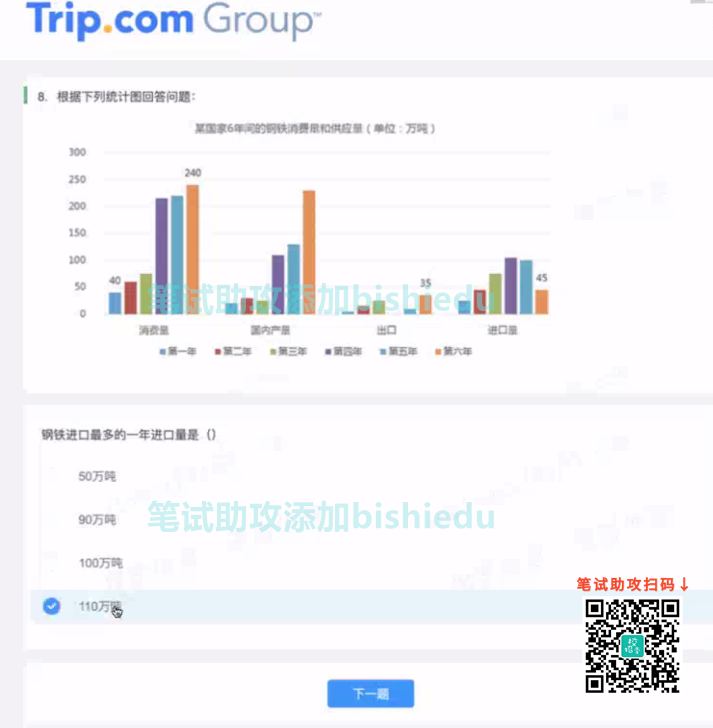 Trip.com Group™
8. 根据下列统计图回答问题:
某国家6年间的钢铁消费量和供应量(单位:万吨)
300
250
200
150
100
50
0
40
240
35
45
消费量 国内产量 出口 进口量
第一年 第二年 第三年 第四年 第五年 第六年
笔试助攻添加bishiedu
钢铁进口最多的一年进口量是 ()
50万吨
90万吨
笔试助攻添加bishiedu
100万吨
110万吨
笔试助攻扫码↓
下一题